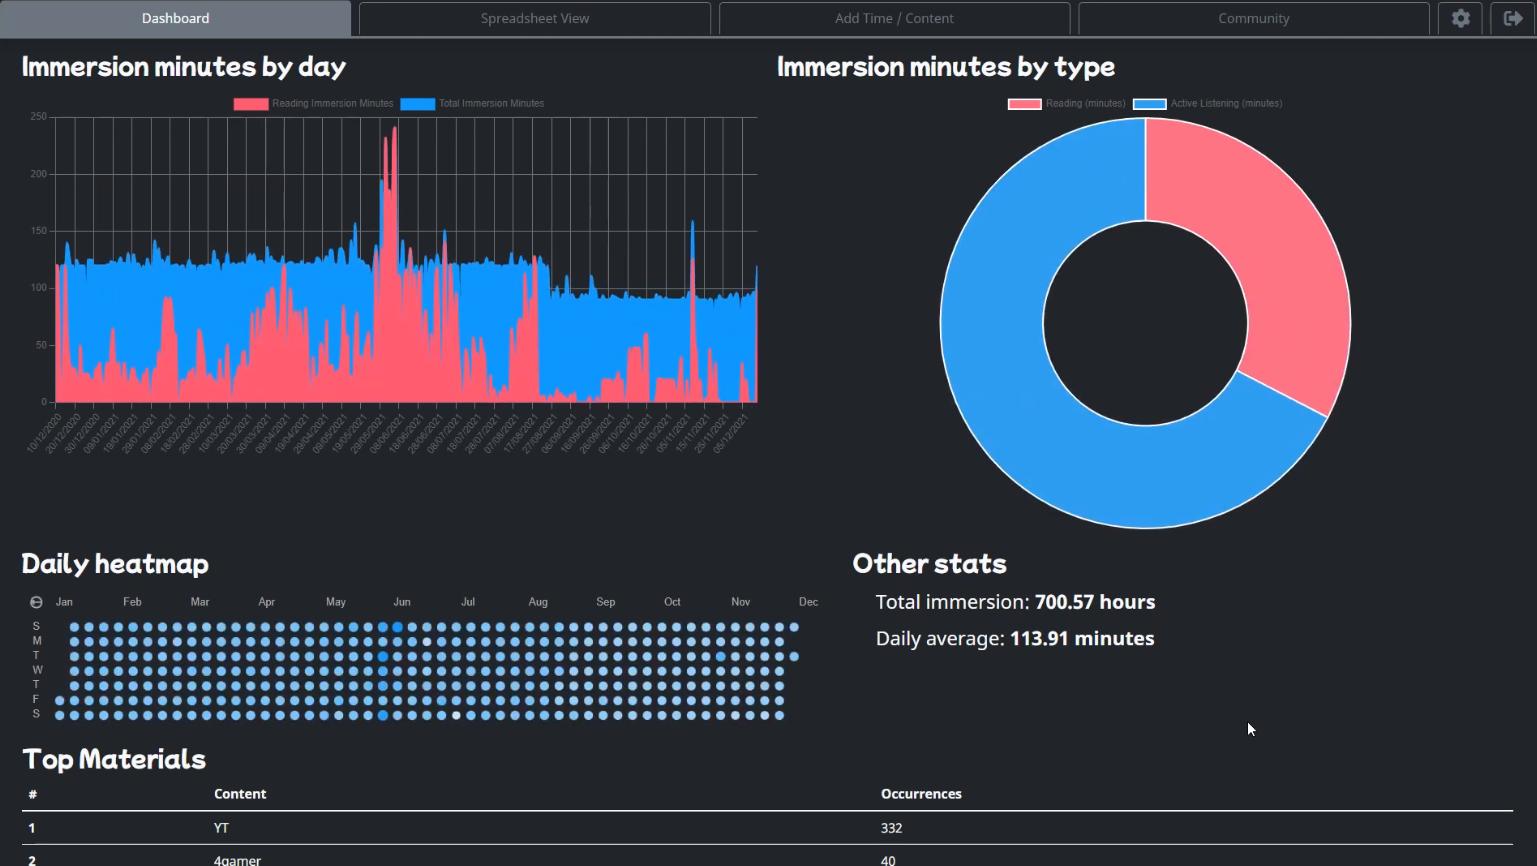 Dashboard
Spreadsheet View
Add Time / Content
Community
Immersion minutes by day
Immersion minutes by type
Reading Immersion Minutes
Total Immersion Minutes
Reading (minutes)
Active Listening (minutes)
250
200
150
100
50
0
10/12/2020
20/12/2020
30/12/2020
09/01/2021
19/01/2021
29/01/2021
08/02/2021
18/02/2021
28/02/2021
10/03/2021
20/03/2021
30/03/2021
09/04/2021
19/04/2021
29/04/2021
09/05/2021
19/05/2021
29/05/2021
08/06/2021
18/06/2021
28/06/2021
08/07/2021
18/07/2021
28/07/2021
07/08/2021
17/08/2021
27/08/2021
06/09/2021
16/09/2021
26/09/2021
06/10/2021
16/10/2021
26/10/2021
05/11/2021
15/11/2021
25/11/2021
05/12/2021
Daily heatmap
Jan Feb Mar Apr May Jun Jul Aug Sep Oct Nov Dec
S
M
T
W
T
F
S
Other stats
Total immersion: 700.57 hours
Daily average: 113.91 minutes
Top Materials
# Content Occurrences
1 YT 332
2 4gamer 40